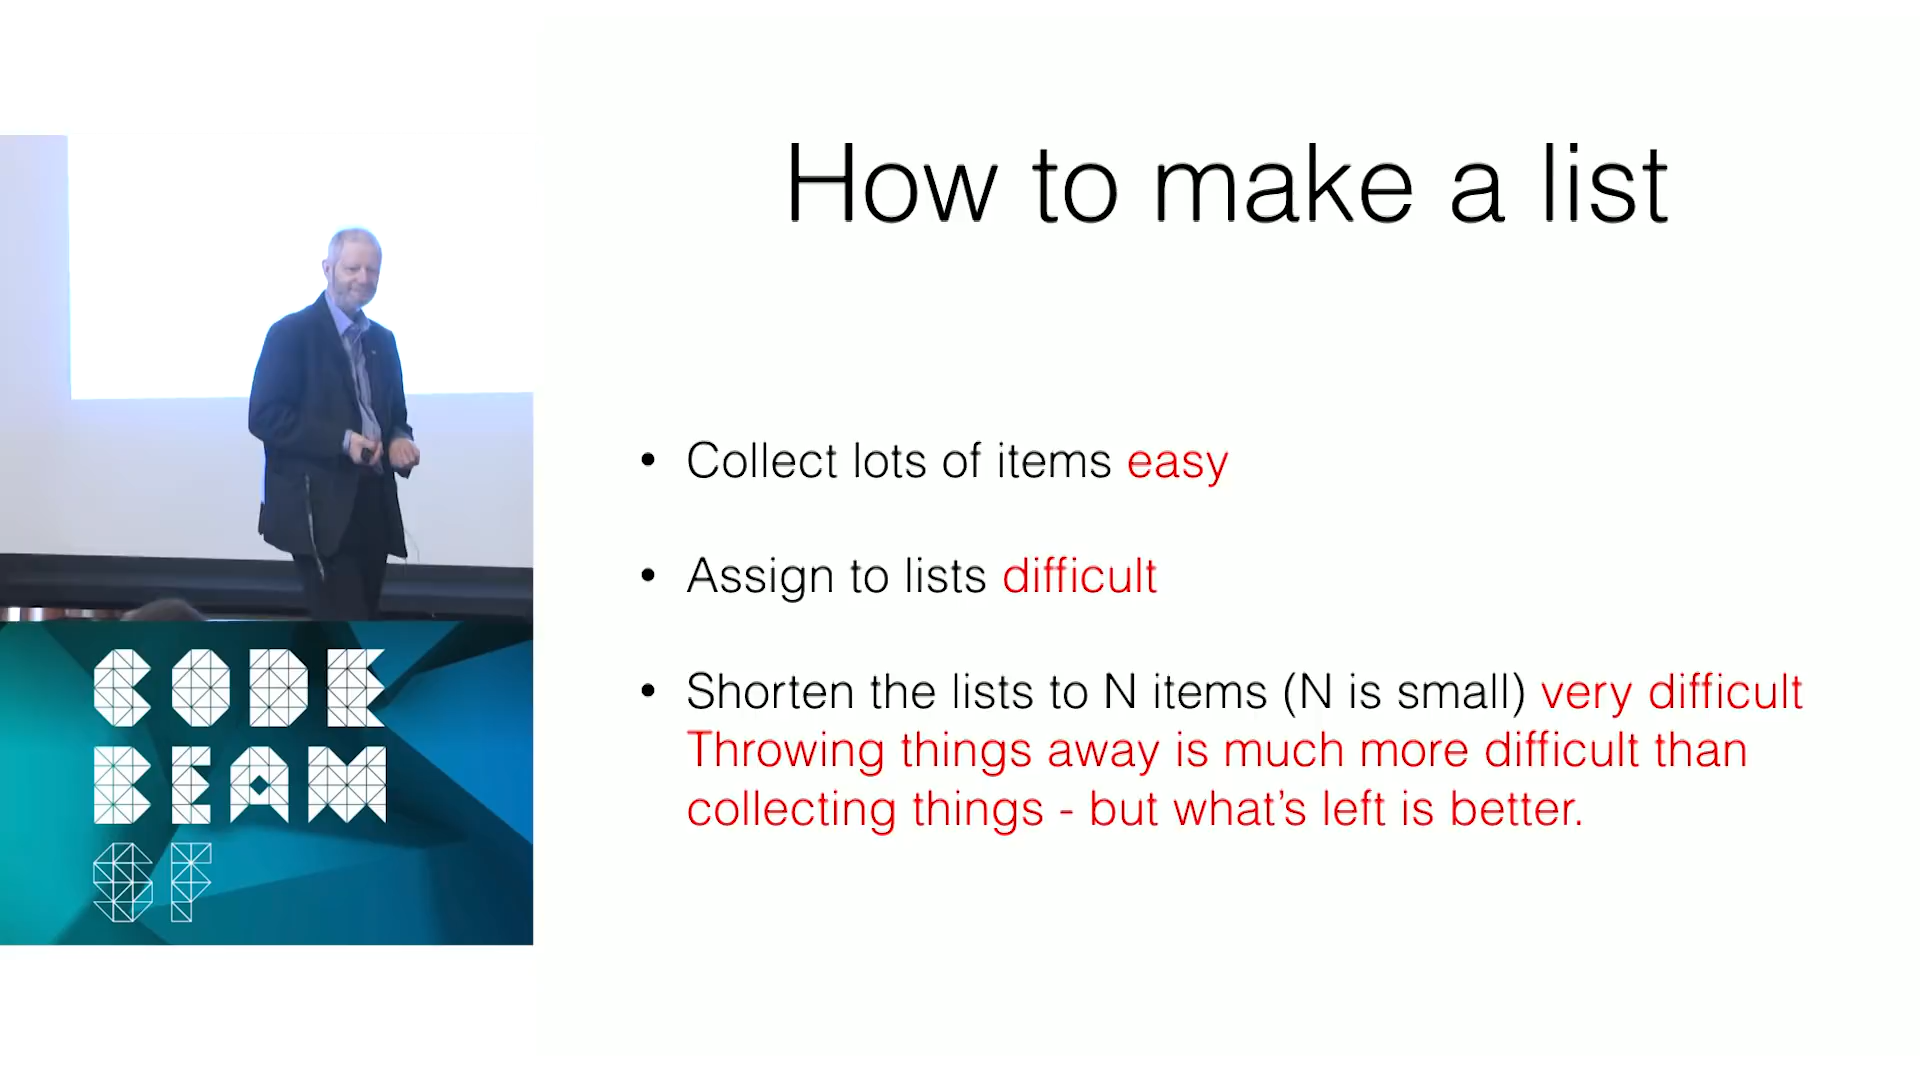 How to make a list
• Collect lots of items easy
• Assign to lists difficult
• Shorten the lists to N items (N is small) very difficult
Throwing things away is much more difficult than
collecting things - but what’s left is better.
CODE
BEAM
SF